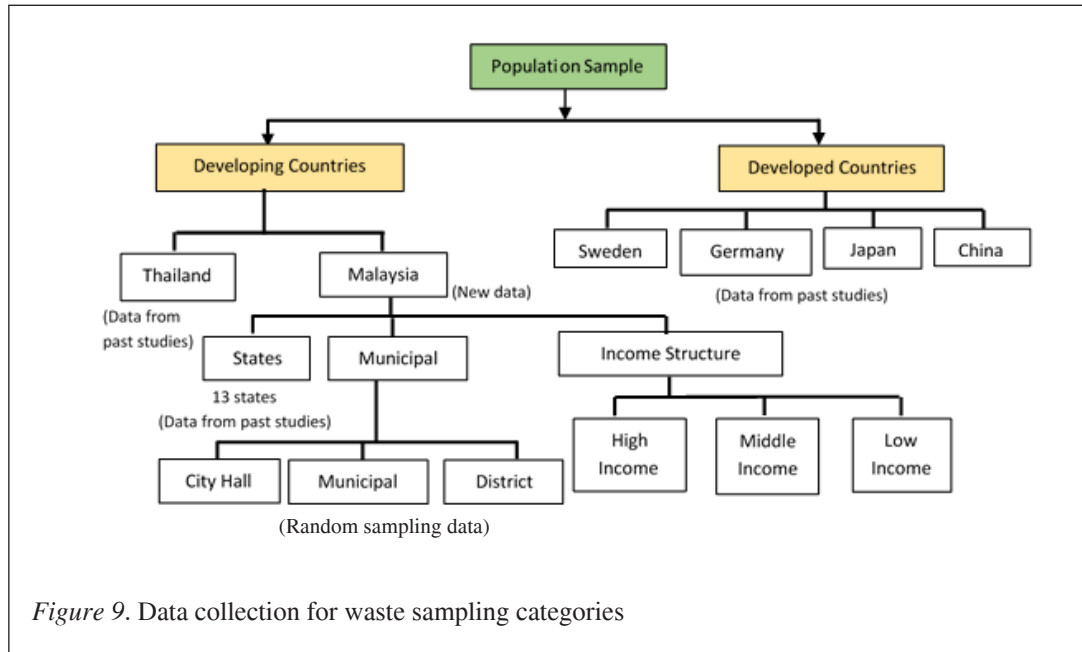 Population Sample
Developing Countries
Developed Countries
Thailand
Malaysia
Sweden
Germany
Japan
China
(New data)
(Data from past studies)
(Data from
past studies)
States
Municipal
Income Structure
13 states
(Data from past studies)
City Hall
Municipal
District
High
Income
Middle
Income
Low
Income
(Random sampling data)
Figure 9. Data collection for waste sampling categories